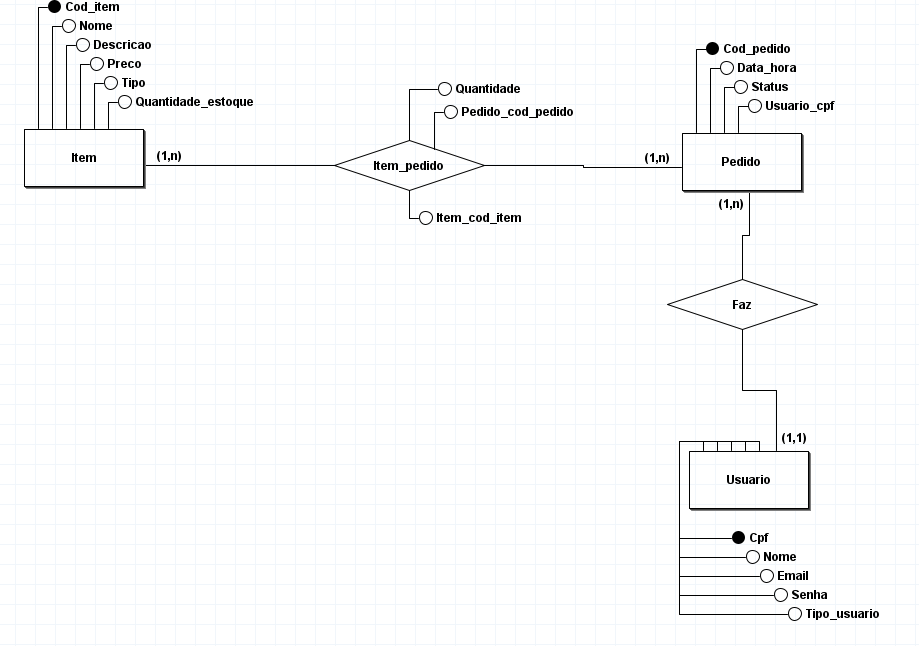 Cod_item
Nome
Descricao
Preco
Tipo
Quantidade_estoque
Item
(1,n)
Quantidade
Pedido_cod_pedido
Item_pedido
Item_cod_item
(1,n)
Cod_pedido
Data_hora
Status
Usuario_cpf
Pedido
(1,n)
Faz
(1,1)
Usuario
Cpf
Nome
Email
Senha
Tipo_usuario